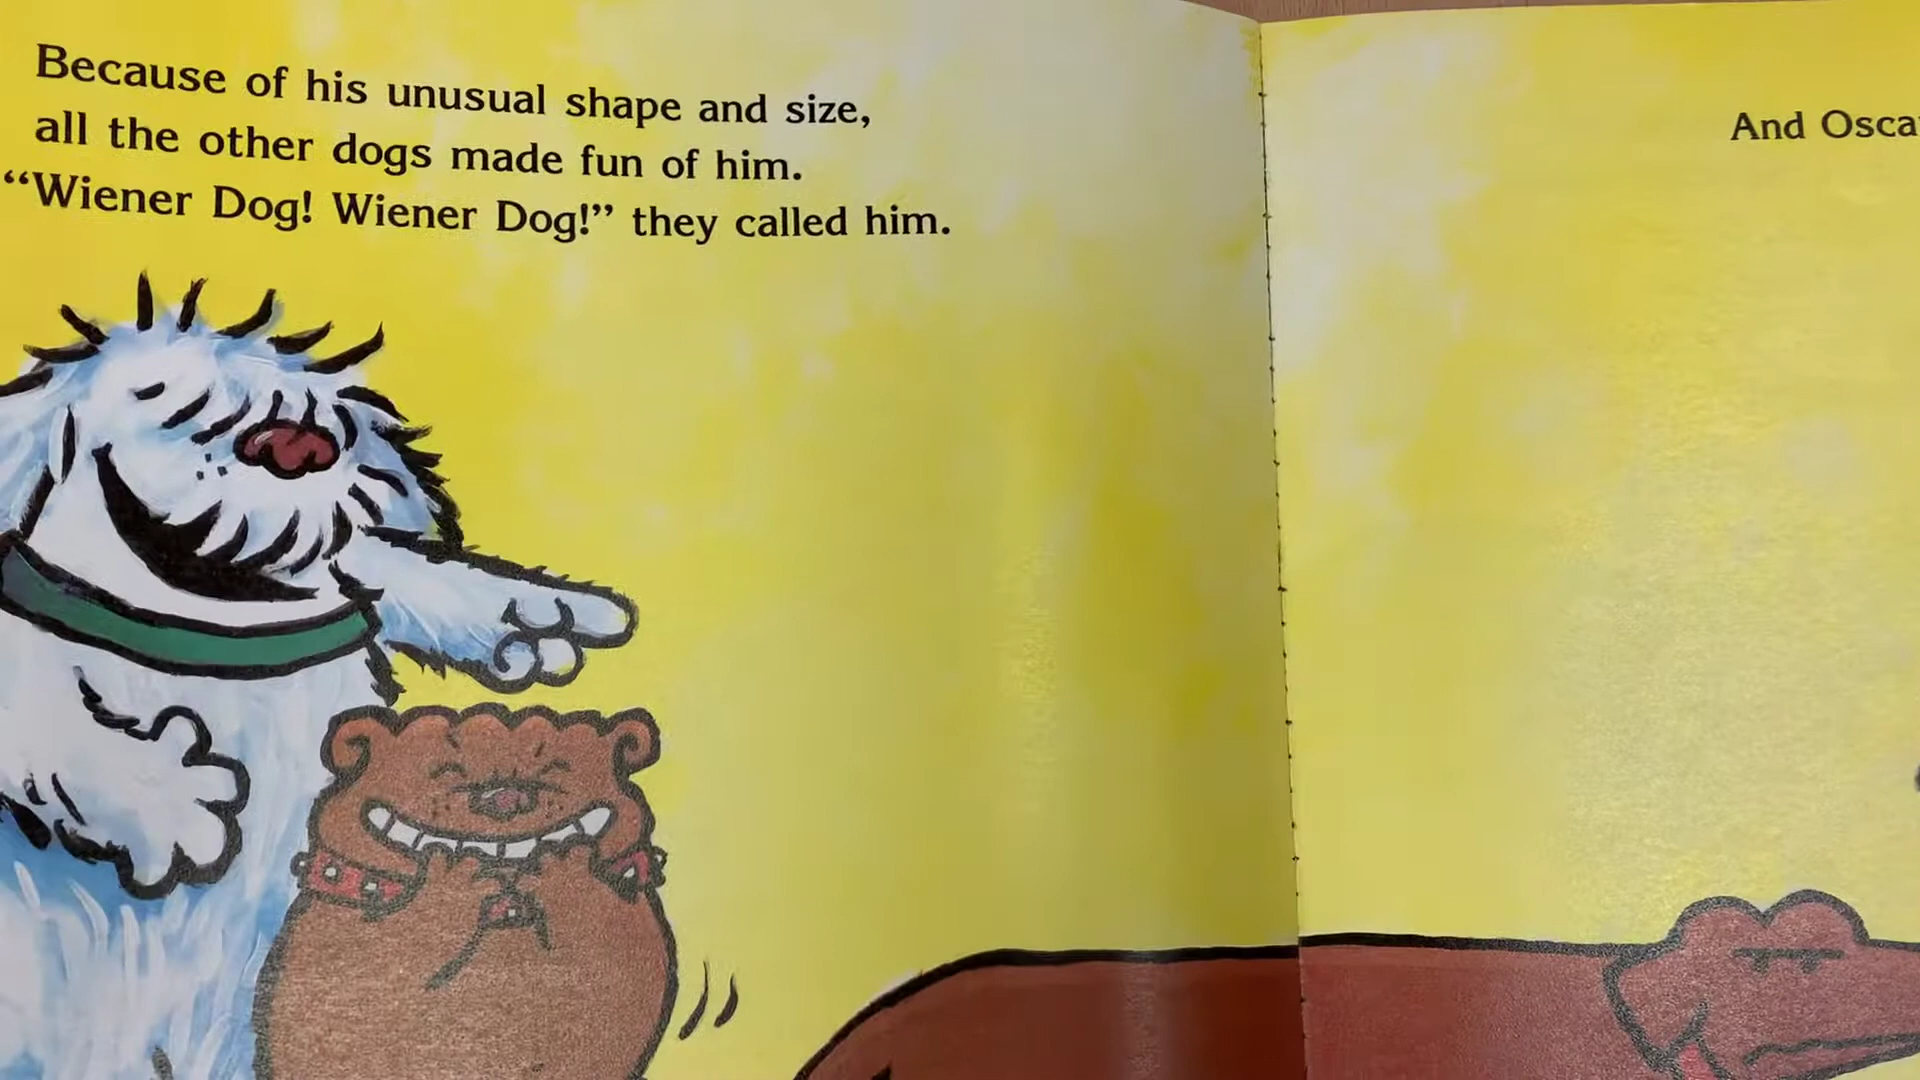 Because of his unusual shape and size,
all the other dogs made fun of him.
“Wiener Dog! Wiener Dog!” they called him.
And Osca